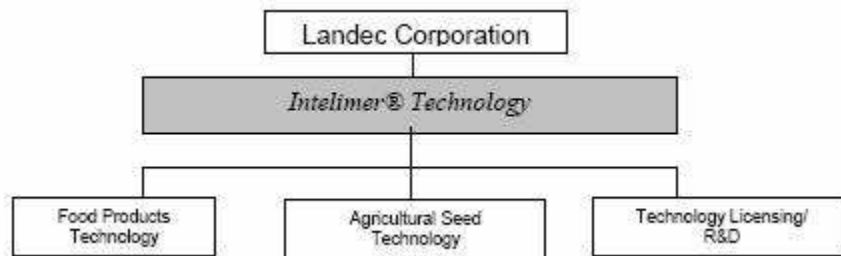 Landec Corporation
Intelimer® Technology
Food Products
Technology
Agricultural Seed
Technology
Technology Licensing/
R&D